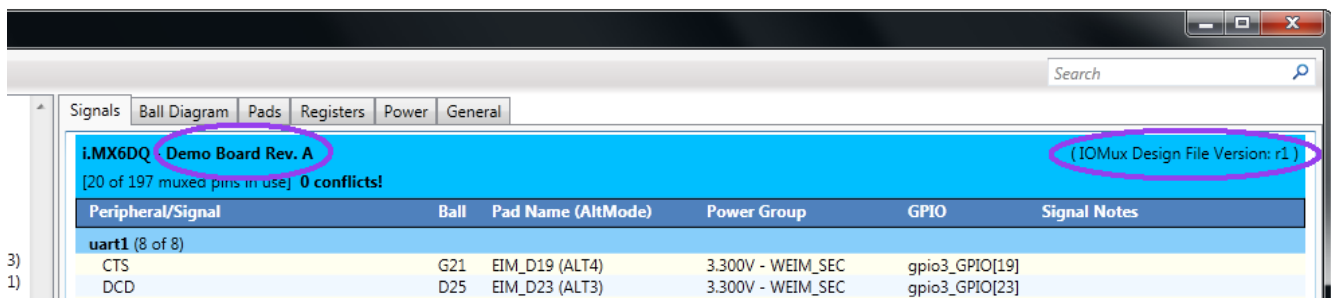 Search
Signals Ball Diagram Pads Registers Power General
i.MX6DQ - Demo Board Rev. A ( IOMux Design File Version: r1 )
[20 of 197 muxed pins in use] 0 conflicts!
Peripheral/Signal Ball Pad Name (AltMode) Power Group GPIO Signal Notes
uart1 (8 of 8)
3) CTS G21 EIM_D19 (ALT4) 3.300V - WEIM_SEC gpio3_GPIO[19]
1) DCD D25 EIM_D23 (ALT3) 3.300V - WEIM_SEC gpio3_GPIO[23]